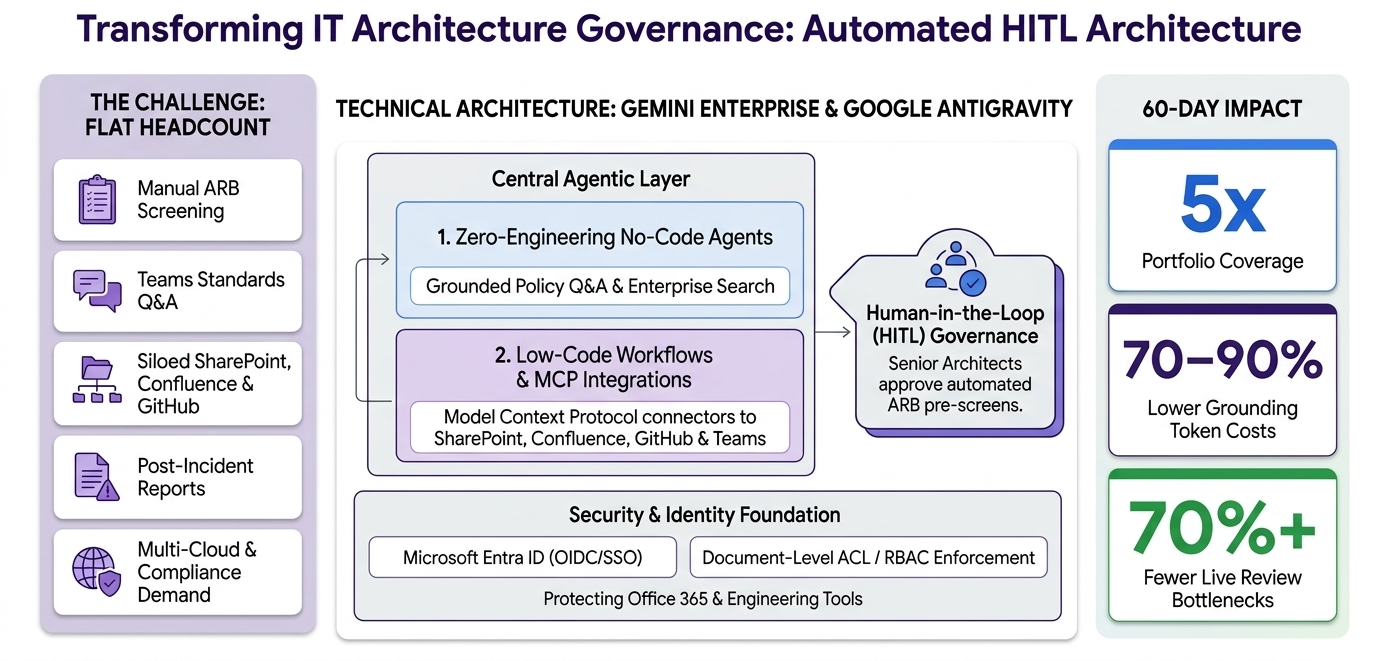 Transforming IT Architecture Governance: Automated HITL Architecture
THE CHALLENGE:
FLAT HEADCOUNT
Manual ARB
Screening
Teams Standards
Q&A
Siloed SharePoint,
Confluence &
GitHub
Post-Incident
Reports
Multi-Cloud &
Compliance
Demand
TECHNICAL ARCHITECTURE: GEMINI ENTERPRISE & GOOGLE ANTIGRAVITY
Central Agentic Layer
1. Zero-Engineering No-Code Agents
Grounded Policy Q&A & Enterprise Search
2. Low-Code Workflows
& MCP Integrations
Model Context Protocol connectors to
SharePoint, Confluence, GitHub & Teams
Human-in-the-Loop
(HITL) Governance
Senior Architects
approve automated
ARB pre-screens.
Security & Identity Foundation
Microsoft Entra ID (OIDC/SSO)
Document-Level ACL / RBAC Enforcement
Protecting Office 365 & Engineering Tools
60-DAY IMPACT
5x
Portfolio Coverage
70–90%
Lower Grounding
Token Costs
70%+
Fewer Live Review
Bottlenecks